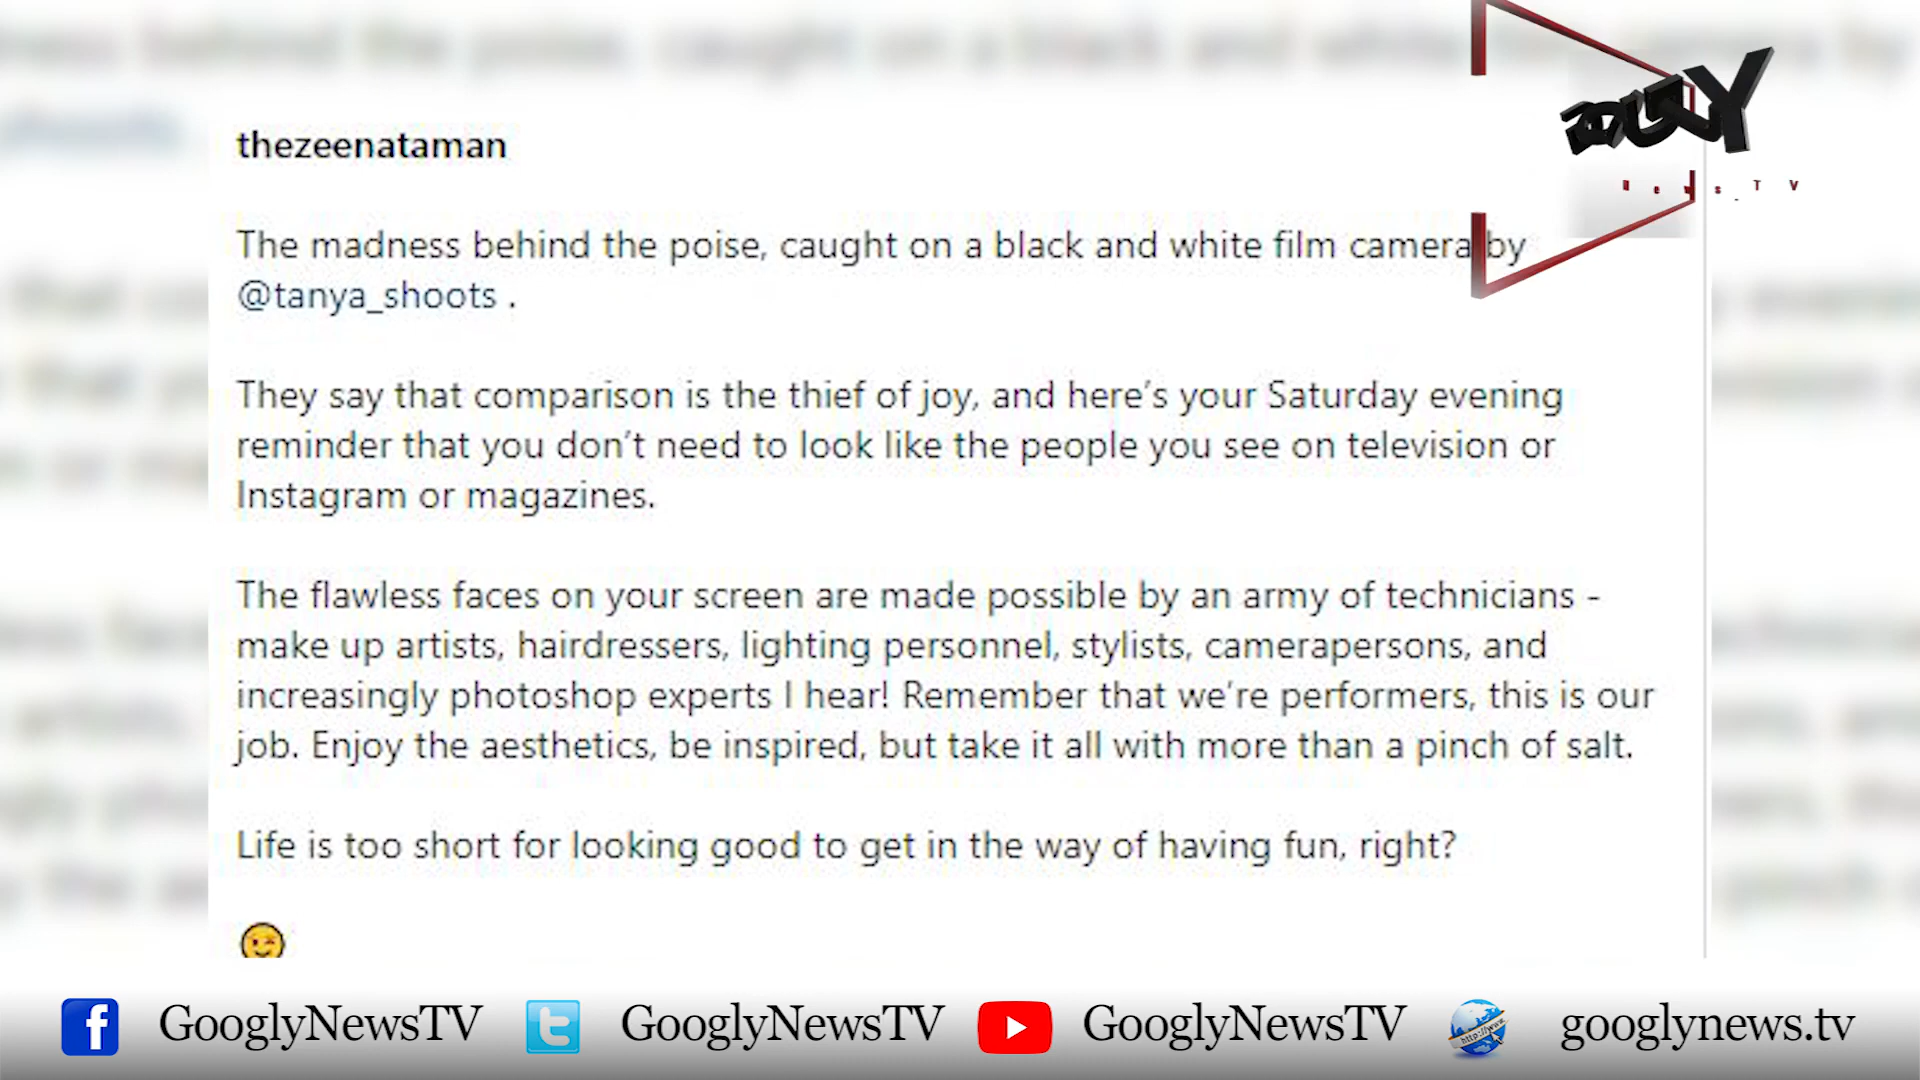 thezeenataman
The madness behind the poise, caught on a black and white film camera by
@tanya_shoots .
They say that comparison is the thief of joy, and here’s your Saturday evening
reminder that you don’t need to look like the people you see on television or
Instagram or magazines.
The flawless faces on your screen are made possible by an army of technicians -
make up artists, hairdressers, lighting personnel, stylists, camerapersons, and
increasingly photoshop experts I hear! Remember that we’re performers, this is our
job. Enjoy the aesthetics, be inspired, but take it all with more than a pinch of salt.
Life is too short for looking good to get in the way of having fun, right?
😉
News TV
GooglyNewsTV GooglyNewsTV GooglyNewsTV googlynews.tv